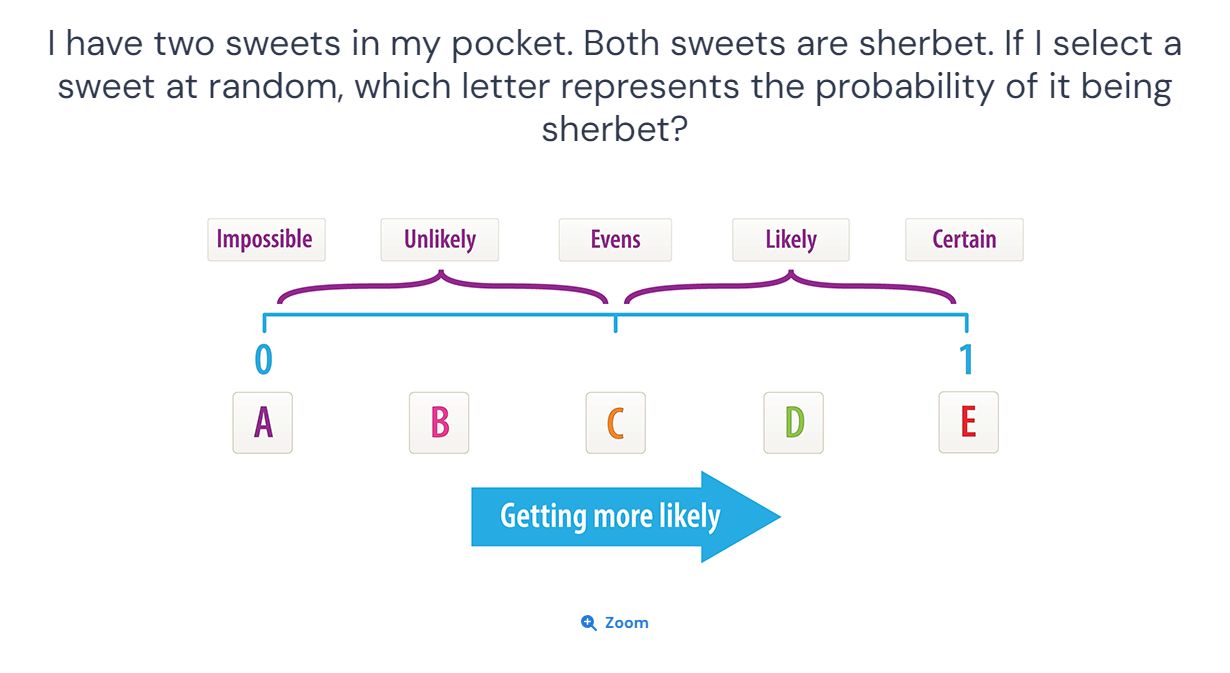 I have two sweets in my pocket. Both sweets are sherbet. If I select a
sweet at random, which letter represents the probability of it being
sherbet?
Impossible Unlikely Evens Likely Certain
0 1
A B C D E
Getting more likely
Zoom